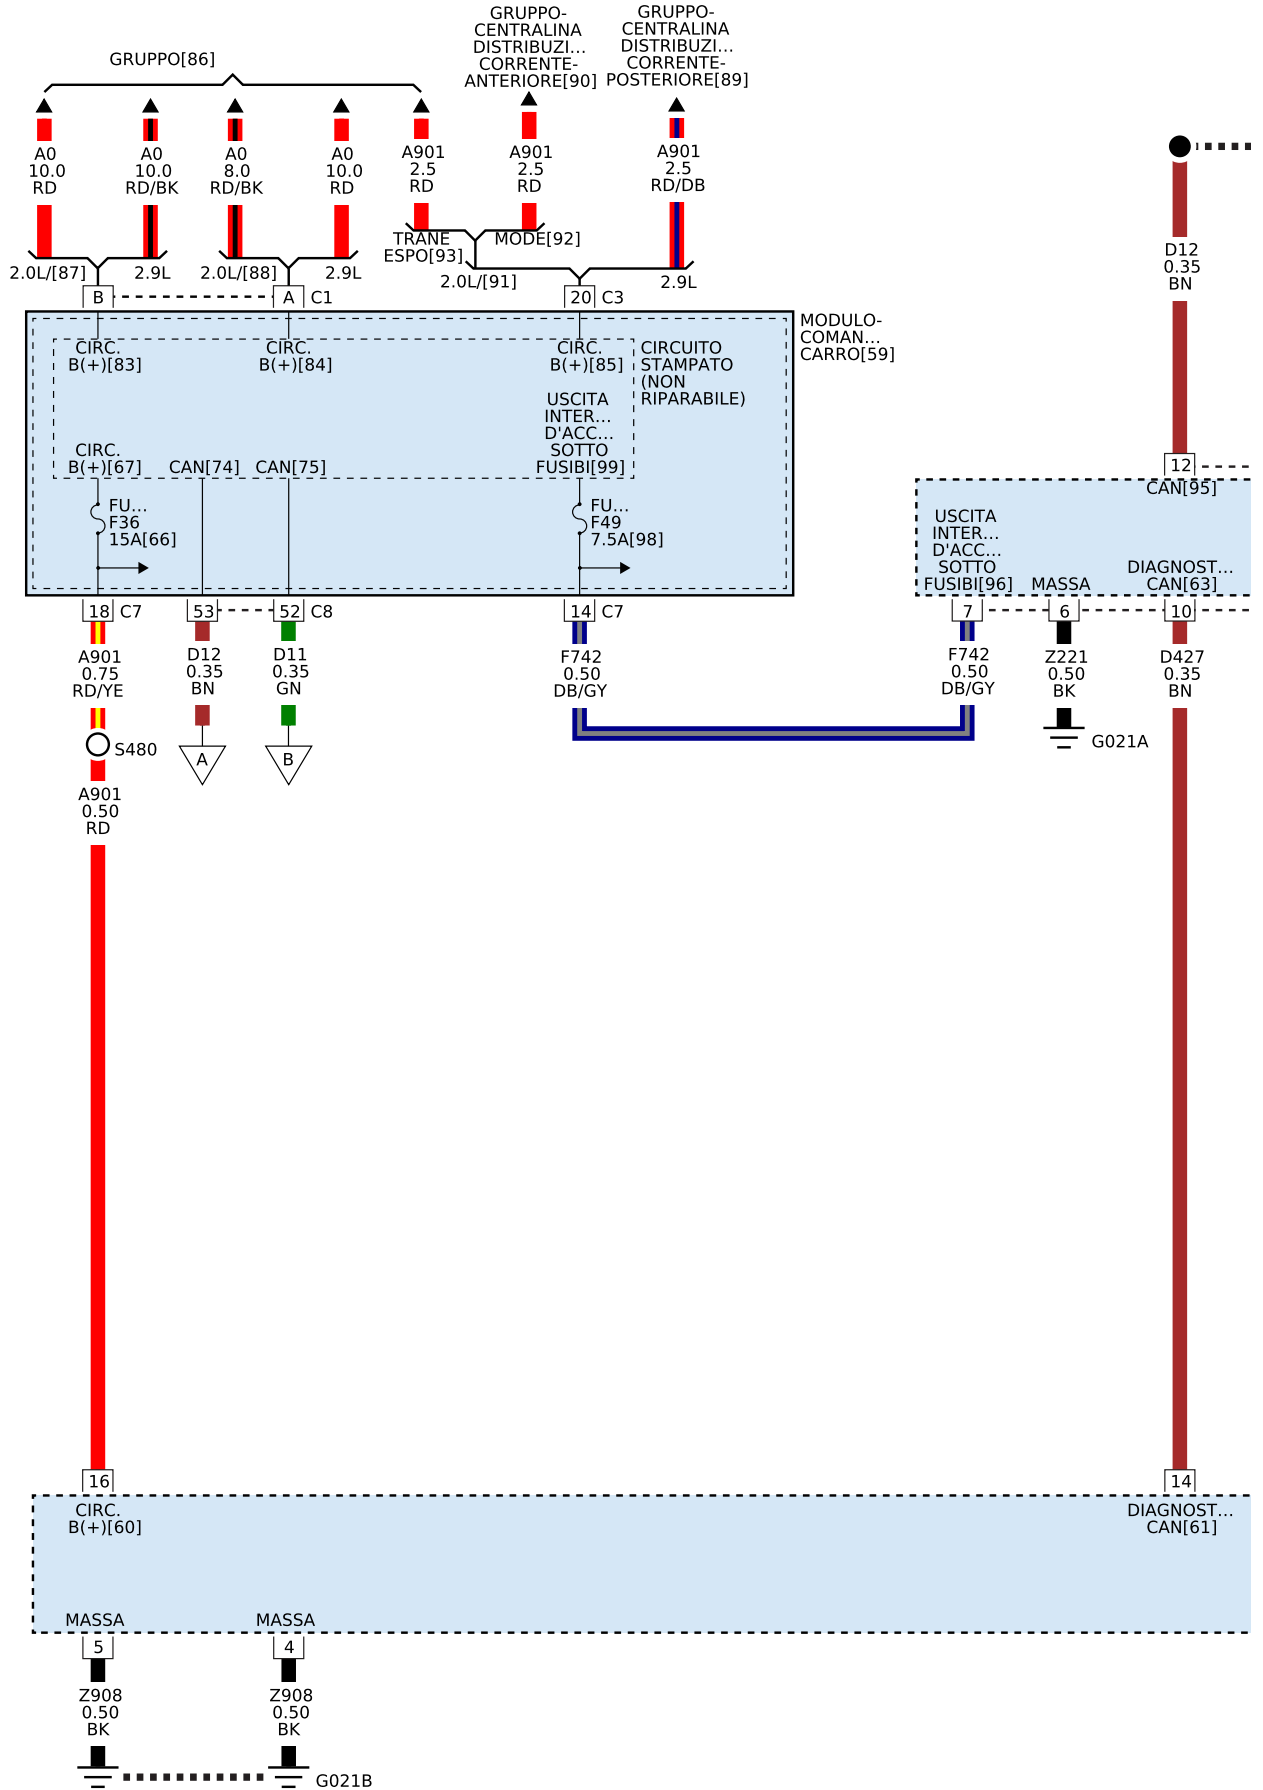 GRUPPO-
CENTRALINA
DISTRIBUZI...
CORRENTE-
ANTERIORE[90]
GRUPPO-
CENTRALINA
DISTRIBUZI...
CORRENTE-
POSTERIORE[89]
GRUPPO[86]
A0
10.0
RD
A0
10.0
RD/BK
A0
8.0
RD/BK
A0
10.0
RD
A901
2.5
RD
A901
2.5
RD
A901
2.5
RD/DB
D12
0.35
BN
TRANE
ESPO[93]
MODE[92]
2.0L/[87]
2.9L
2.0L/[88]
2.9L
2.0L/[91]
2.9L
B
A
C1
20
C3
MODULO-
COMAN...
CARRO[59]
CIRC.
B(+)[83]
CIRC.
B(+)[84]
CIRC.
B(+)[85]
CIRCUITO
STAMPATO
(NON
RIPARABILE)
USCITA
INTER...
D'ACC...
SOTTO
FUSIBI[99]
CIRC.
B(+)[67]
CAN[74]
CAN[75]
FU...
F36
15A[66]
FU...
F49
7.5A[98]
12
CAN[95]
USCITA
INTER...
D'ACC...
SOTTO
FUSIBI[96]
MASSA
DIAGNOST...
CAN[63]
18
C7
53
52
C8
14
C7
7
6
10
A901
0.75
RD/YE
D12
0.35
BN
D11
0.35
GN
F742
0.50
DB/GY
F742
0.50
DB/GY
Z221
0.50
BK
D427
0.35
BN
S480
A
B
G021A
A901
0.50
RD
16
14
CIRC.
B(+)[60]
DIAGNOST...
CAN[61]
MASSA
MASSA
5
4
Z908
0.50
BK
Z908
0.50
BK
G021B